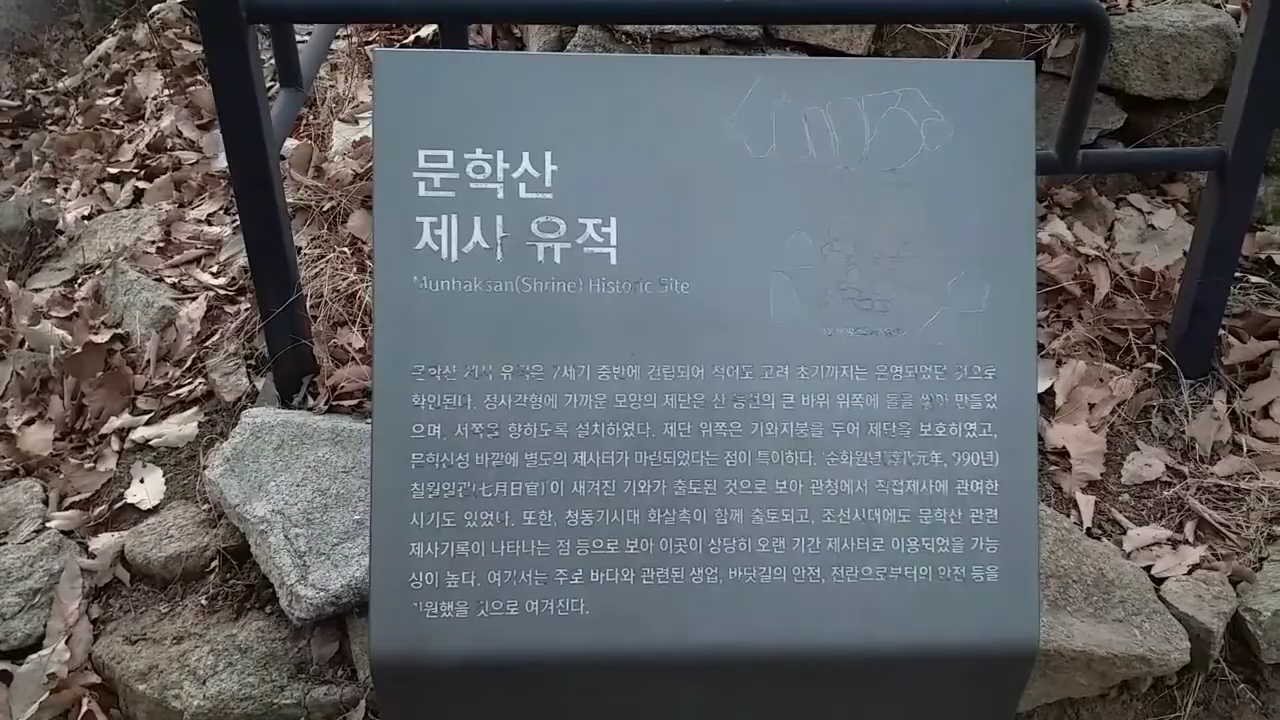 문학산
제사 유적
Munhaksan(Shrine) Historic Site
문학산 제사 유적은 7세기 중반에 건립되어 적어도 고려 초기까지는 운영되었던 것으로
확인된다. 정사각형에 가까운 모양의 제단은 산 능선의 큰 바위 위쪽에 돌을 쌓아 만들었
으며, 서쪽을 향하도록 설치하였다. 제단 위쪽은 기와지붕을 두어 제단을 보호하였고,
문학산성 바깥에 별도의 제사터가 마련되었다는 점이 특이하다. '순화원년(淳化元年, 990년)
칠월일관(七月日官)'이 새겨진 기와가 출토된 것으로 보아 관청에서 직접제사에 관여한
시기도 있었다. 또한, 청동기시대 화살촉이 함께 출토되고, 조선시대에도 문학산 관련
제사기록이 나타나는 점 등으로 보아 이곳이 상당히 오랜 기간 제사터로 이용되었을 가능
성이 높다. 여기서는 주로 바다와 관련된 생업, 바닷길의 안전, 전란으로부터의 안전 등을
기원했을 것으로 여겨진다.